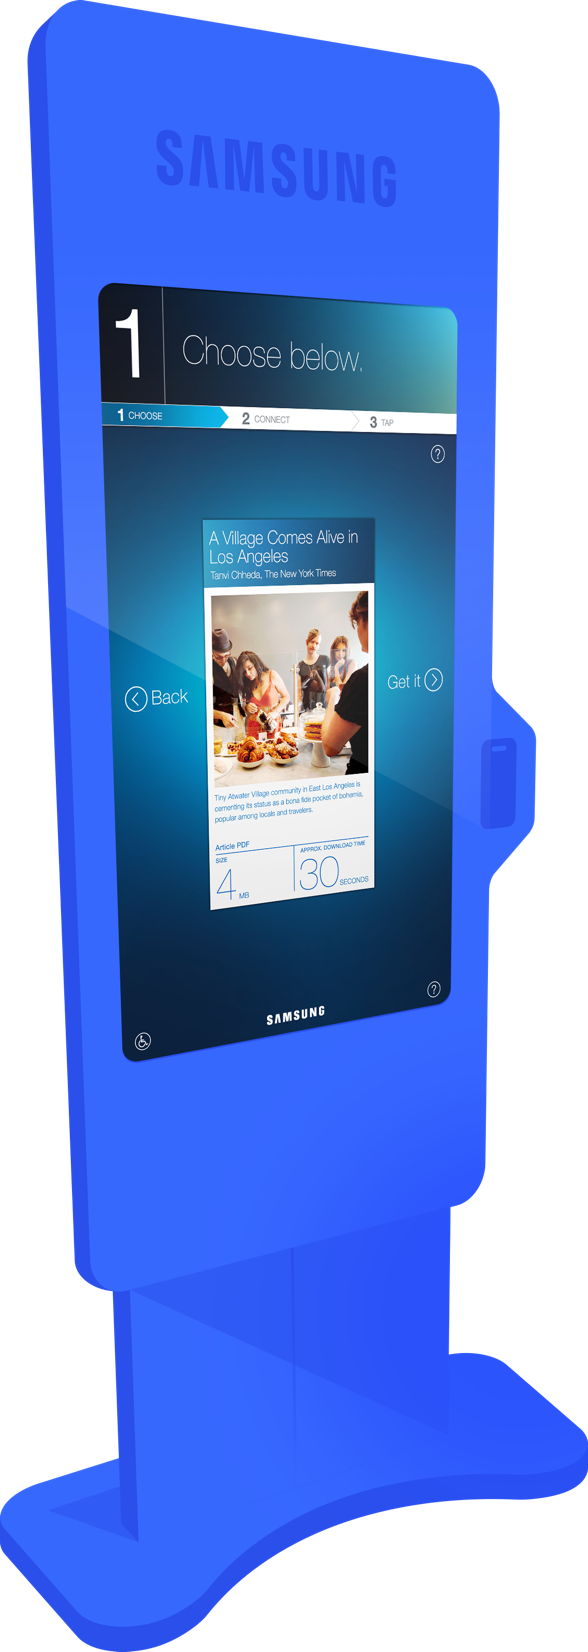 SAMSUNG
1
Choose below.
1 CHOOSE
2 CONNECT
3 TAP
?
A Village Comes Alive in
Los Angeles
Tanvi Chheda, The New York Times
Back
Get it
Tiny Atwater Village community in East Los Angeles is
cementing its status as a bona fide pocket of bohemia,
popular among locals and travelers.
Article PDF
SIZE
4 MB
APPROX. DOWNLOAD TIME
30 SECONDS
?
SAMSUNG